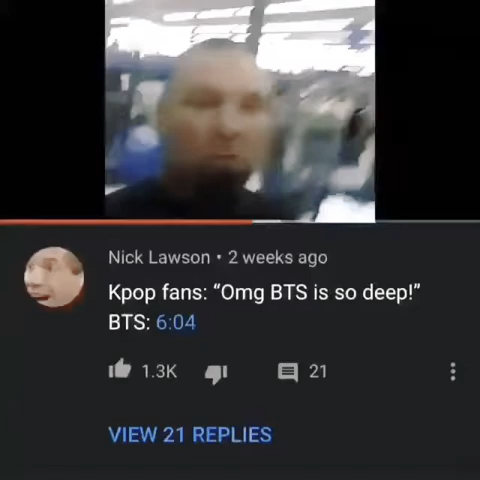 Nick Lawson • 2 weeks ago
Kpop fans: “Omg BTS is so deep!”
BTS: 6:04
1.3K
21
VIEW 21 REPLIES